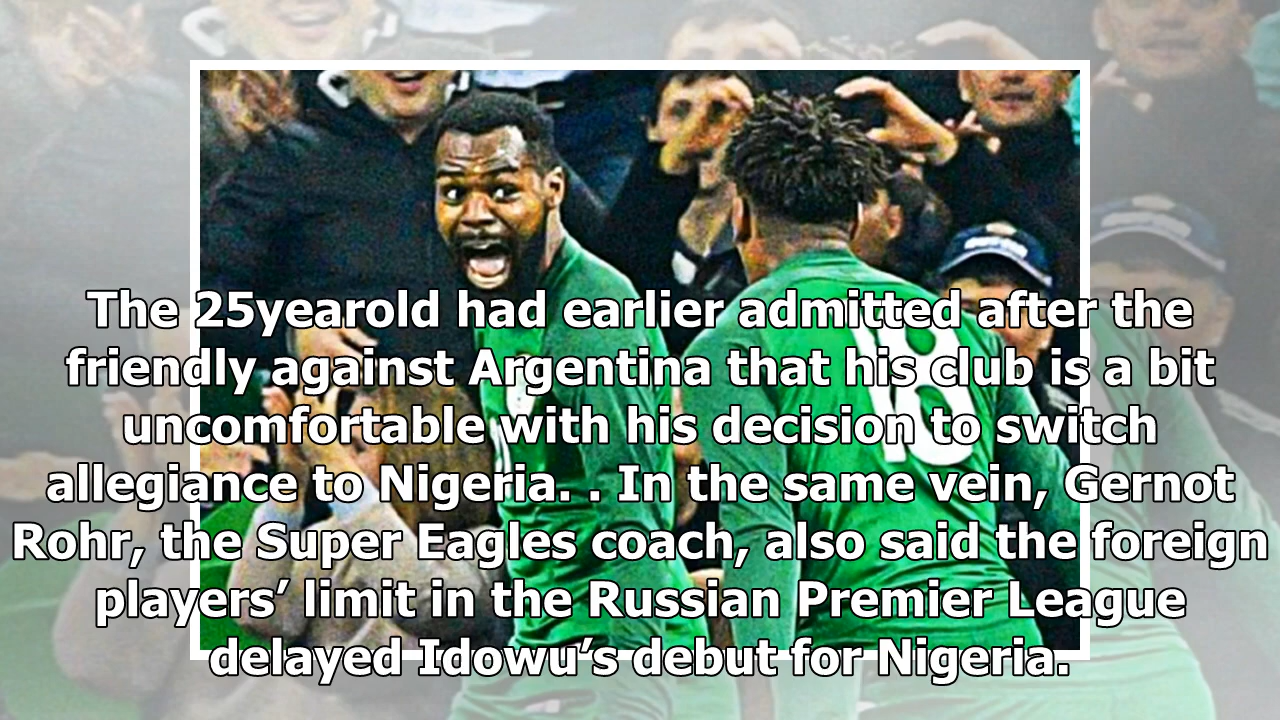 18
The 25yearold had earlier admitted after the
friendly against Argentina that his club is a bit
uncomfortable with his decision to switch
allegiance to Nigeria. . In the same vein, Gernot
Rohr, the Super Eagles coach, also said the foreign
players’ limit in the Russian Premier League
delayed Idowu’s debut for Nigeria.